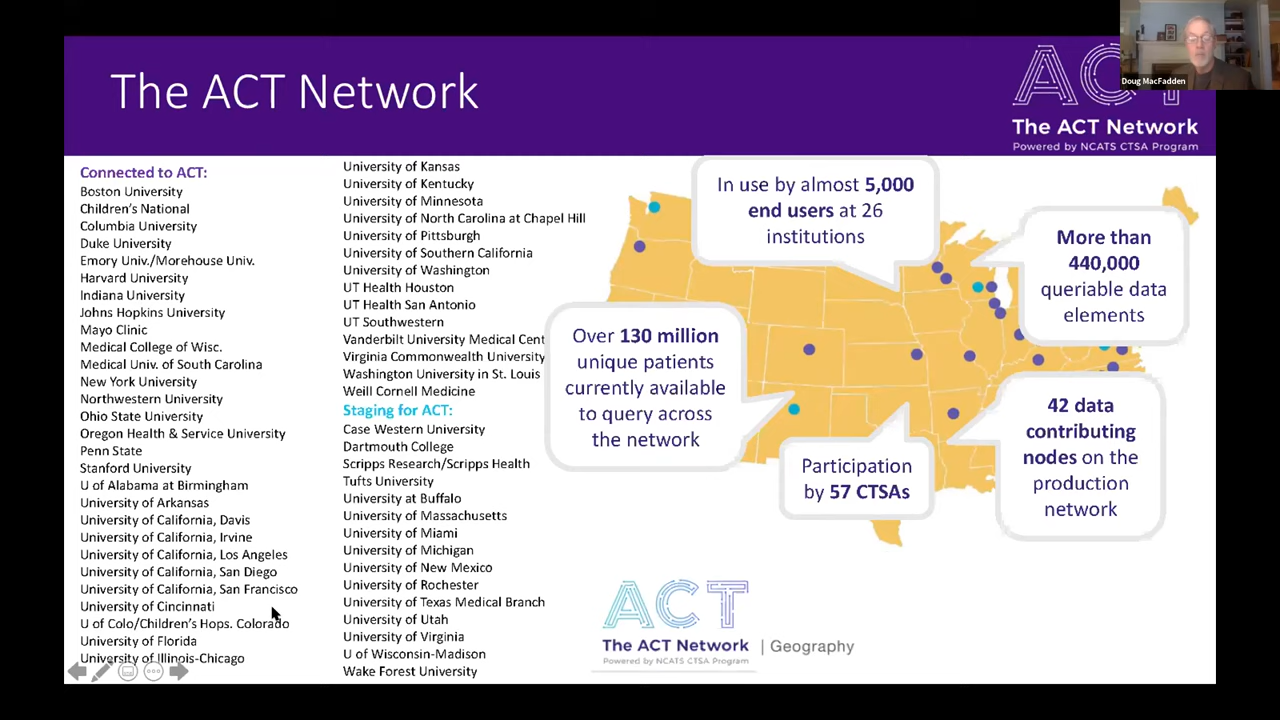 The ACT Network
Doug MacFadden
ACT
The ACT Network
Powered by NCATS CTSA Program
Connected to ACT:
Boston University
Children's National
Columbia University
Duke University
Emory Univ./Morehouse Univ.
Harvard University
Indiana University
Johns Hopkins University
Mayo Clinic
Medical College of Wisc.
Medical Univ. of South Carolina
New York University
Northwestern University
Ohio State University
Oregon Health & Service University
Penn State
Stanford University
U of Alabama at Birmingham
University of Arkansas
University of California, Davis
University of California, Irvine
University of California, Los Angeles
University of California, San Diego
University of California, San Francisco
University of Cincinnati
U of Colo/Children's Hops. Colorado
University of Florida
University of Illinois-Chicago
University of Kansas
University of Kentucky
University of Minnesota
University of North Carolina at Chapel Hill
University of Pittsburgh
University of Southern California
University of Washington
UT Health Houston
UT Health San Antonio
UT Southwestern
Vanderbilt University Medical Cent
Virginia Commonwealth University
Washington University in St. Louis
Weill Cornell Medicine
Staging for ACT:
Case Western University
Dartmouth College
Scripps Research/Scripps Health
Tufts University
University at Buffalo
University of Massachusetts
University of Miami
University of Michigan
University of New Mexico
University of Rochester
University of Texas Medical Branch
University of Utah
University of Virginia
U of Wisconsin-Madison
Wake Forest University
In use by almost 5,000
end users at 26
institutions
More than
440,000
queriable data
elements
Over 130 million
unique patients
currently available
to query across
the network
Participation
by 57 CTSAs
42 data
contributing
nodes on the
production
network
ACT
The ACT Network
Powered by NCATS CTSA Program
| Geography